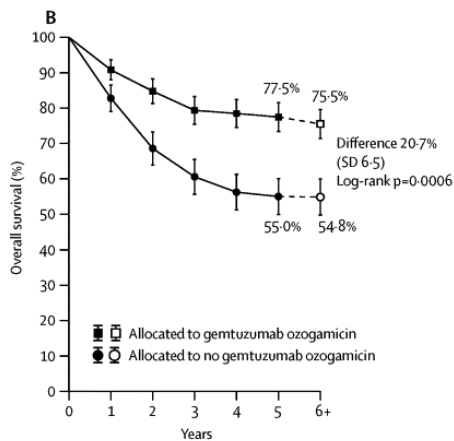 B
100
90
80
70
60
50
40
30
20
10
0
Overall survival (%)
77·5%
75·5%
Difference 20·7%
(SD 6·5)
Log-rank p=0·0006
55·0%
54·8%
Allocated to gemtuzumab ozogamicin
Allocated to no gemtuzumab ozogamicin
0 1 2 3 4 5 6+
Years